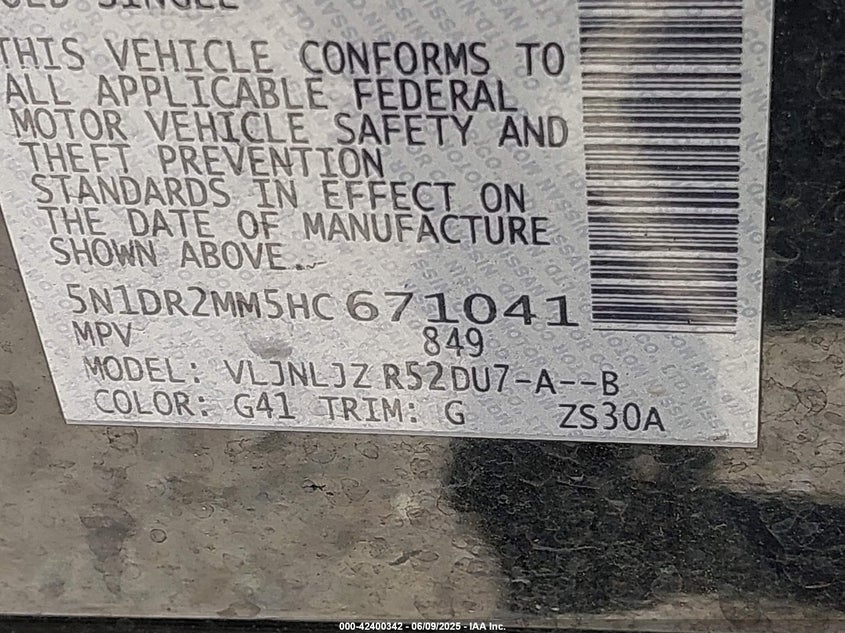 THIS VEHICLE CONFORMS TO
ALL APPLICABLE FEDERAL
MOTOR VEHICLE SAFETY AND
THEFT PREVENTION
STANDARDS IN EFFECT ON
THE DATE OF MANUFACTURE
SHOWN ABOVE.
5N1DR2MM5HC671041
MPV 849
MODEL: VLJNLJZ R52DU7-A--B
COLOR: G41 TRIM: G ZS30A
000-42400342 - 06/09/2025 - IAA Inc.